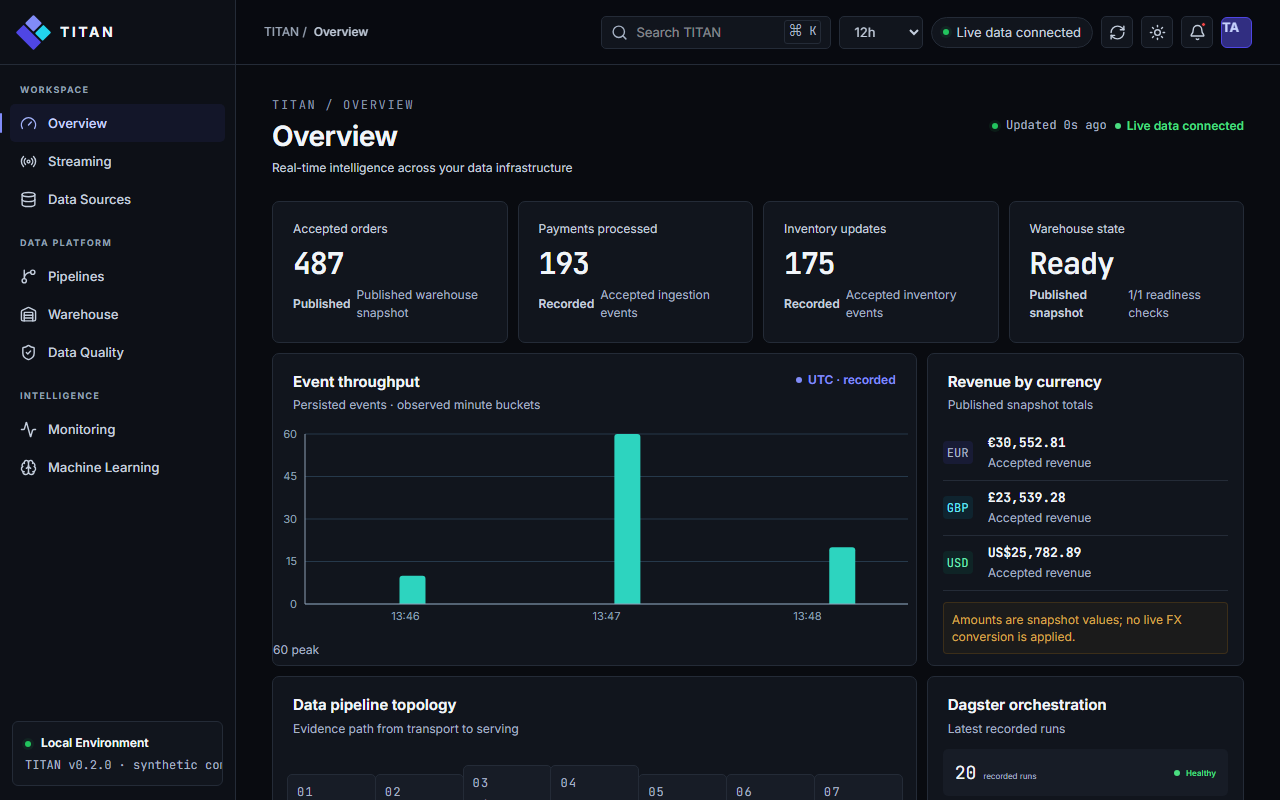 TITAN
TITAN / Overview
Search TITAN
⌘ K
12h
Live data connected
TA
WORKSPACE
Overview
Streaming
Data Sources
DATA PLATFORM
Pipelines
Warehouse
Data Quality
INTELLIGENCE
Monitoring
Machine Learning
Local Environment
TITAN v0.2.0 · synthetic
TITAN / OVERVIEW
Overview
Real-time intelligence across your data infrastructure
Updated 0s ago
Live data connected
Accepted orders
487
Published
Published warehouse
snapshot
Payments processed
193
Recorded
Accepted ingestion
events
Inventory updates
175
Recorded
Accepted inventory
events
Warehouse state
Ready
Published
snapshot
1/1 readiness
checks
Event throughput
UTC · recorded
Persisted events · observed minute buckets
60
45
30
15
0
13:46
13:47
13:48
60 peak
Revenue by currency
Published snapshot totals
EUR
€30,552.81
Accepted revenue
GBP
£23,539.28
Accepted revenue
USD
US$25,782.89
Accepted revenue
Amounts are snapshot values; no live FX
conversion is applied.
Data pipeline topology
Evidence path from transport to serving
01
02
03
04
05
06
07
Dagster orchestration
Latest recorded runs
20 recorded runs
Healthy